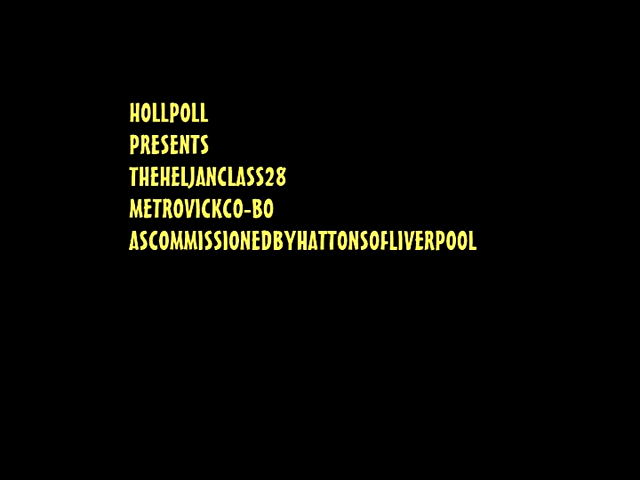 HOLLPOLL
PRESENTS
THEHELJANCLASS28
METROVICKCO-BO
ASCOMMISSIONEDBYHATTONSOFLIVERPOOL